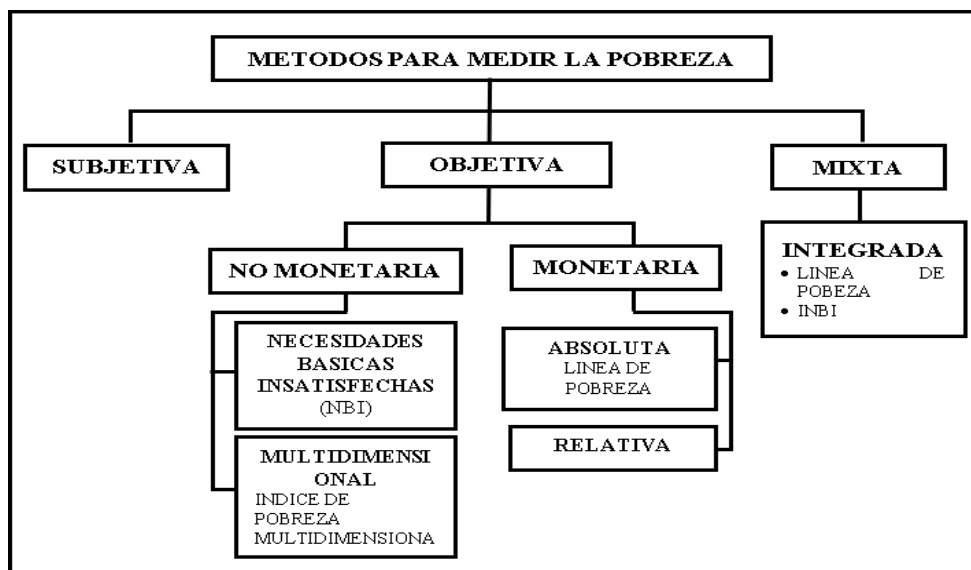 METODOS PARA MEDIR LA POBREZA
SUBJETIVA
OBJETIVA
MIXTA
NO MONETARIA
MONETARIA
INTEGRADA
• LINEA DE
POBEZA
• INBI
NECESIDADES
BASICAS
INSATISFECHAS
(NBI)
ABSOLUTA
LINEA DE
POBREZA
MULTIDIMENSI
ONAL
INDICE DE
POBREZA
MULTIDIMENSIONA
RELATIVA